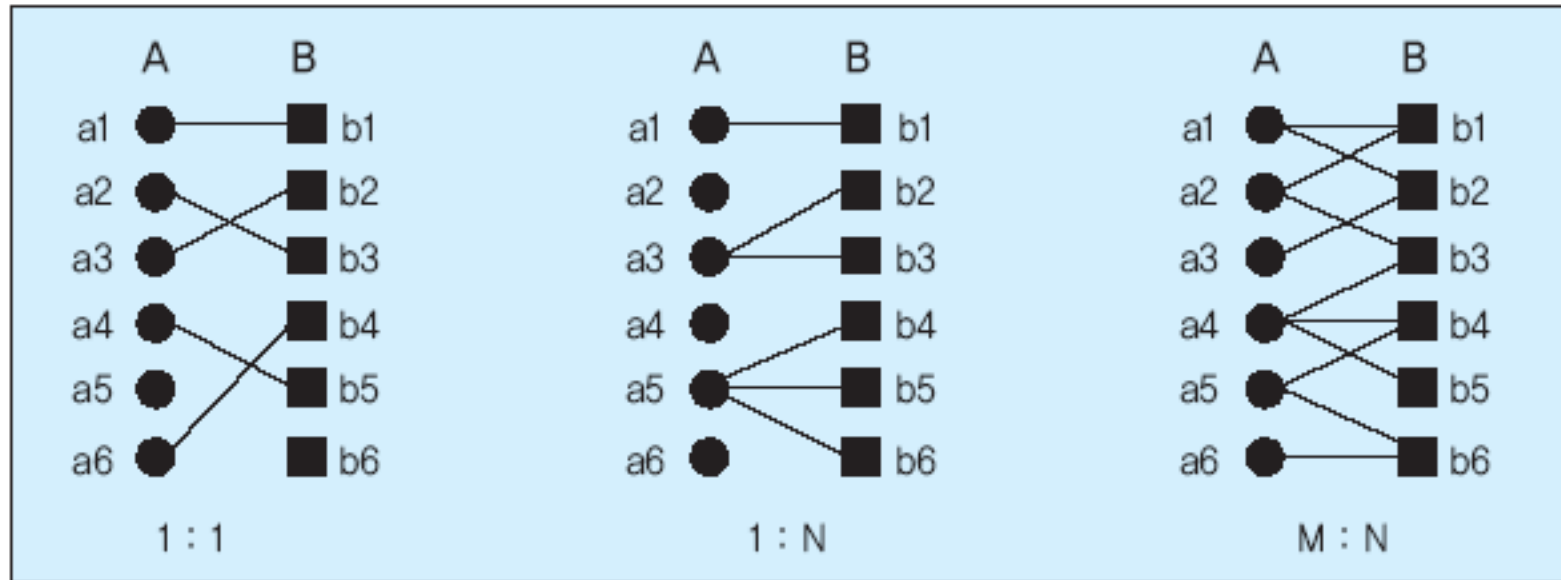 A B
a1 b1
a2 b2
a3 b3
a4 b4
a5 b5
a6 b6
1 : 1
A B
a1 b1
a2 b2
a3 b3
a4 b4
a5 b5
a6 b6
1 : N
A B
a1 b1
a2 b2
a3 b3
a4 b4
a5 b5
a6 b6
M : N